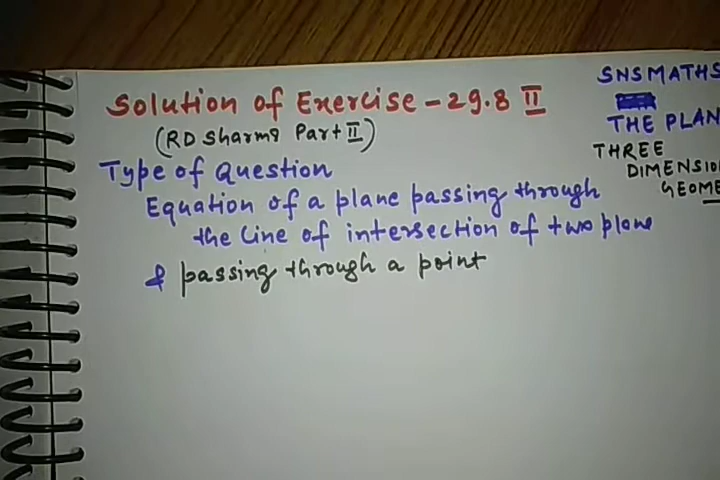 Solution of Exercise - 29.8 II
(RD Sharma Part II)
Type of Question
Equation of a plane passing through
the line of intersection of two plane
& passing through a point
SNSMATHS
THE PLAN
THREE
DIMENSIO
GEOME